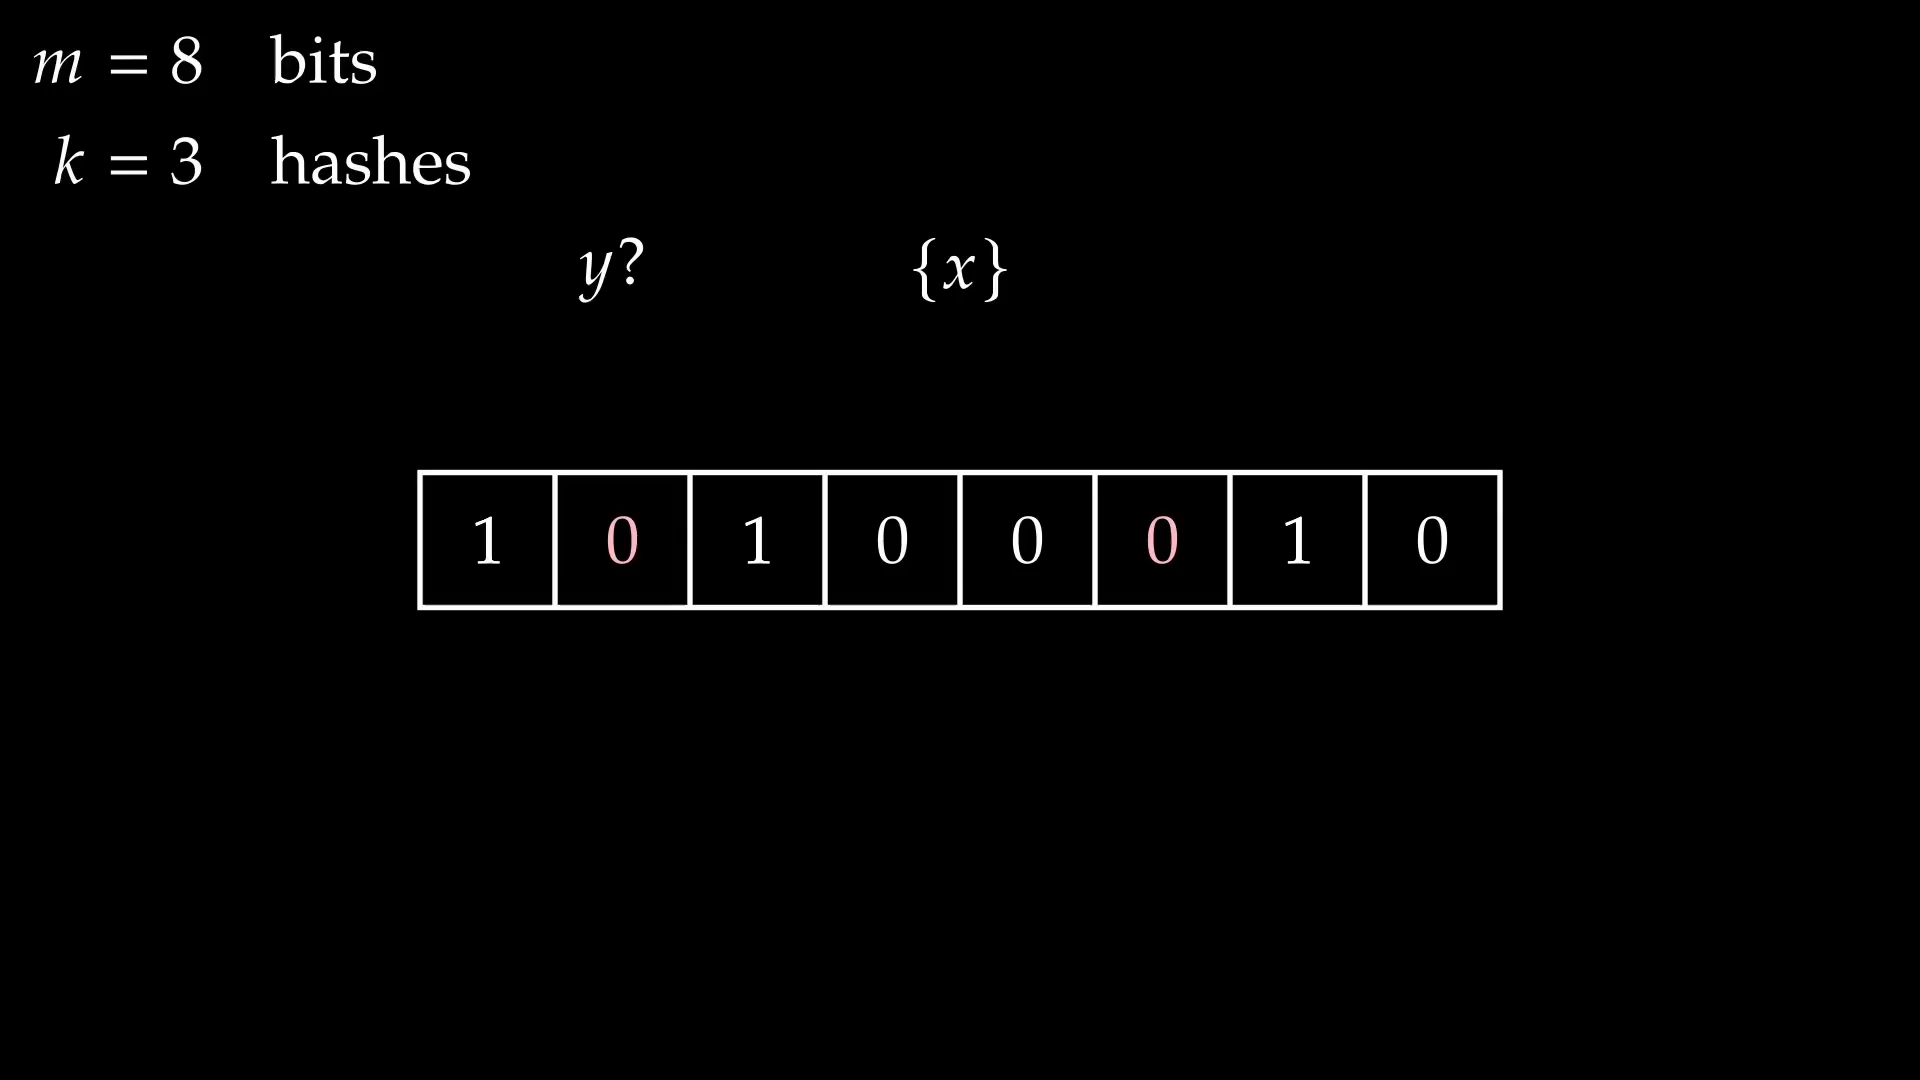 m = 8 bits
k = 3 hashes
y? {x}
1 0 1 0 0 0 1 0